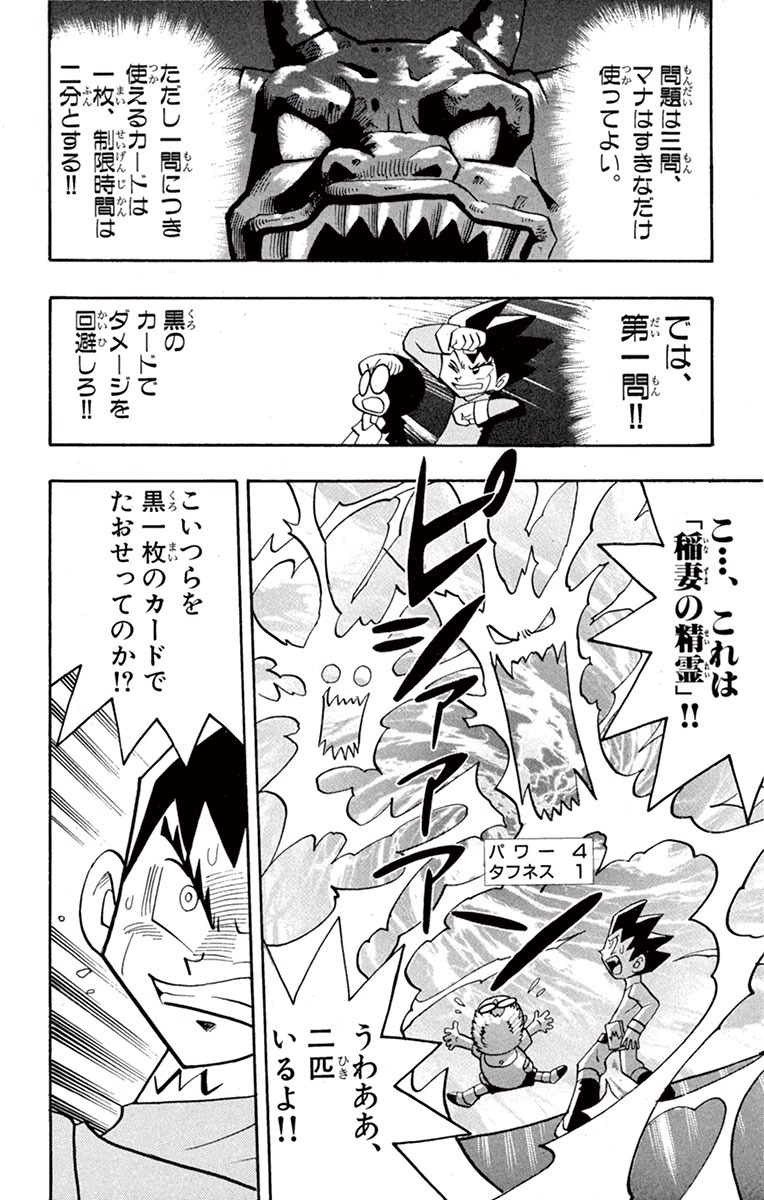 問題は三問、
マナはすきなだけ
使ってよい。
ただし一問につき
使えるカードは
一枚、制限時間は
二分とする!!
では、
第一問!!
黒の
カードで
ダメージを
回避しろ!!
こ…、これは
「稲妻の精霊」!!
ピシァァァァーン
パワー 4
タフネス 1
うわああ、
二匹
いるよ!!
こいつらを
黒一枚のカードで
たおせってのか!?